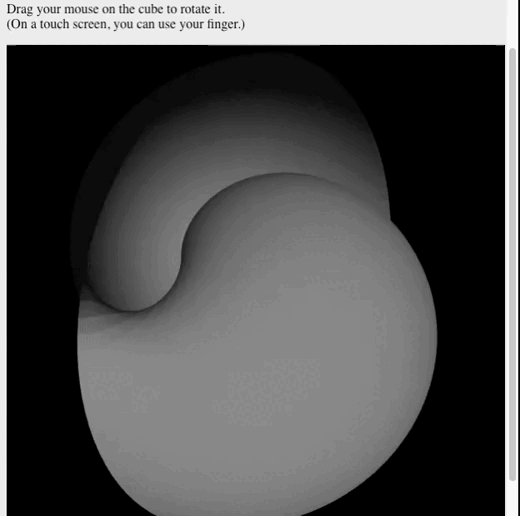 Drag your mouse on the cube to rotate it.
(On a touch screen, you can use your finger.)